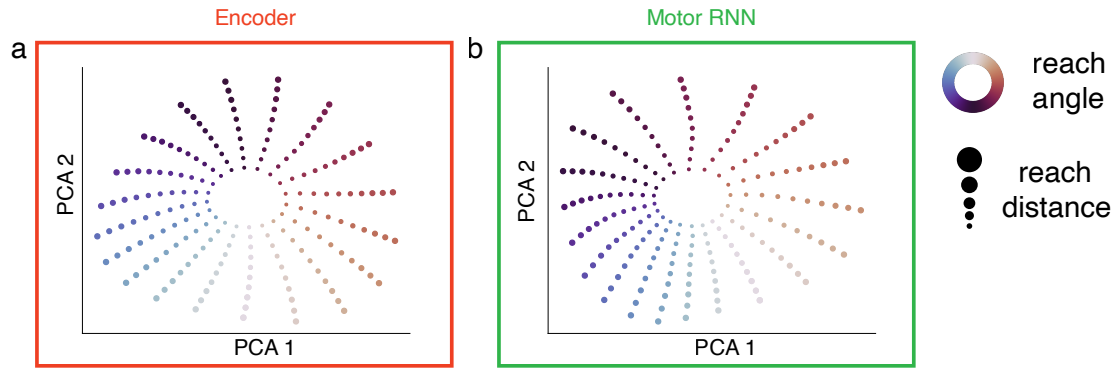 Encoder
Motor RNN
a
b
PCA 2
PCA 1
PCA 2
PCA 1
reach
angle
reach
distance